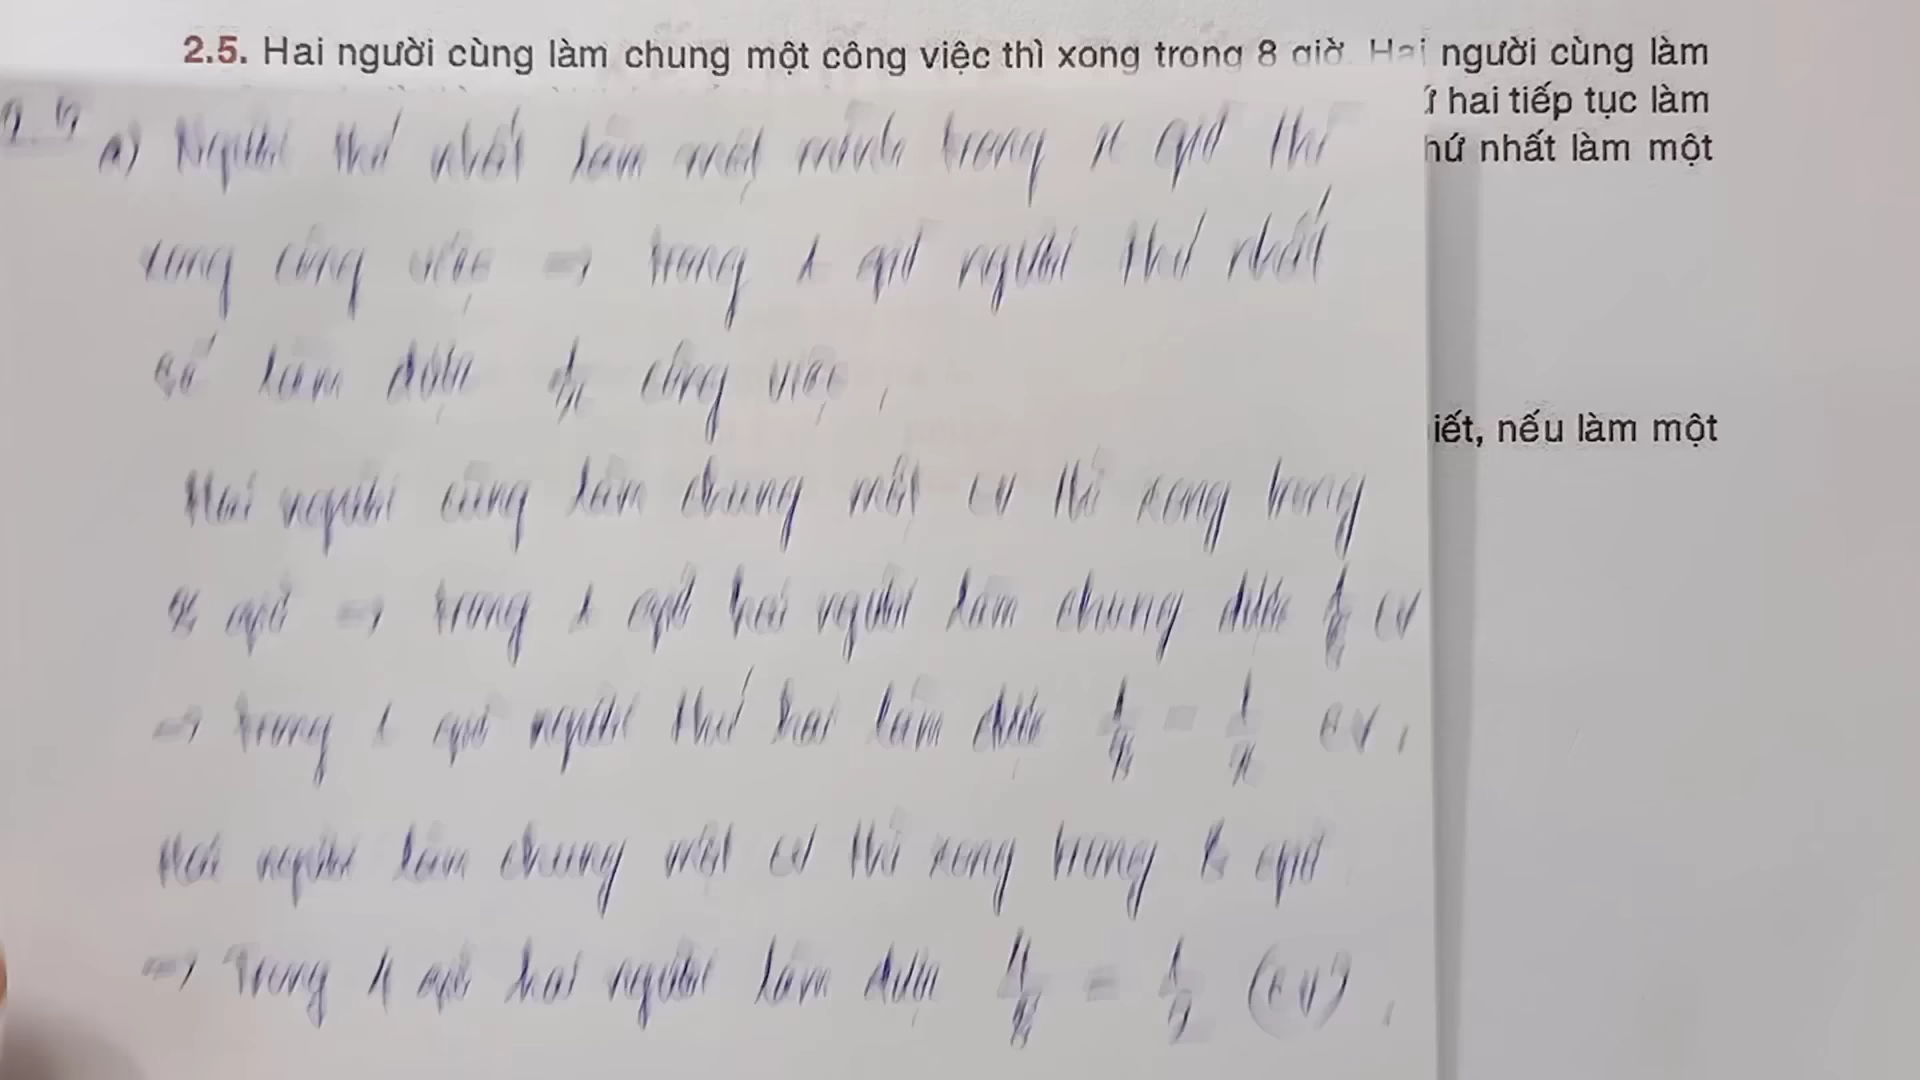 2.5. Hai người cùng làm chung một công việc thì xong trong 8 giờ. Hai người cùng làm
hai tiếp tục làm
nhất làm một
2.5
a) Người thứ nhất làm một mình trong x giờ thì
xong công việc => trong 1 giờ người thứ nhất
sẽ làm được 1/x công việc.
iết, nếu làm một
Hai người cùng làm chung một cv thì xong trong
8 giờ => trong 1 giờ hai người làm chung được 1/8 cv
=> trong 1 giờ người thứ hai làm được 1/8 - 1/x cv.
Hai người làm chung một cv thì xong trong 8 giờ
=> Trong 4 giờ hai người làm được 4/8 = 1/2 (cv).